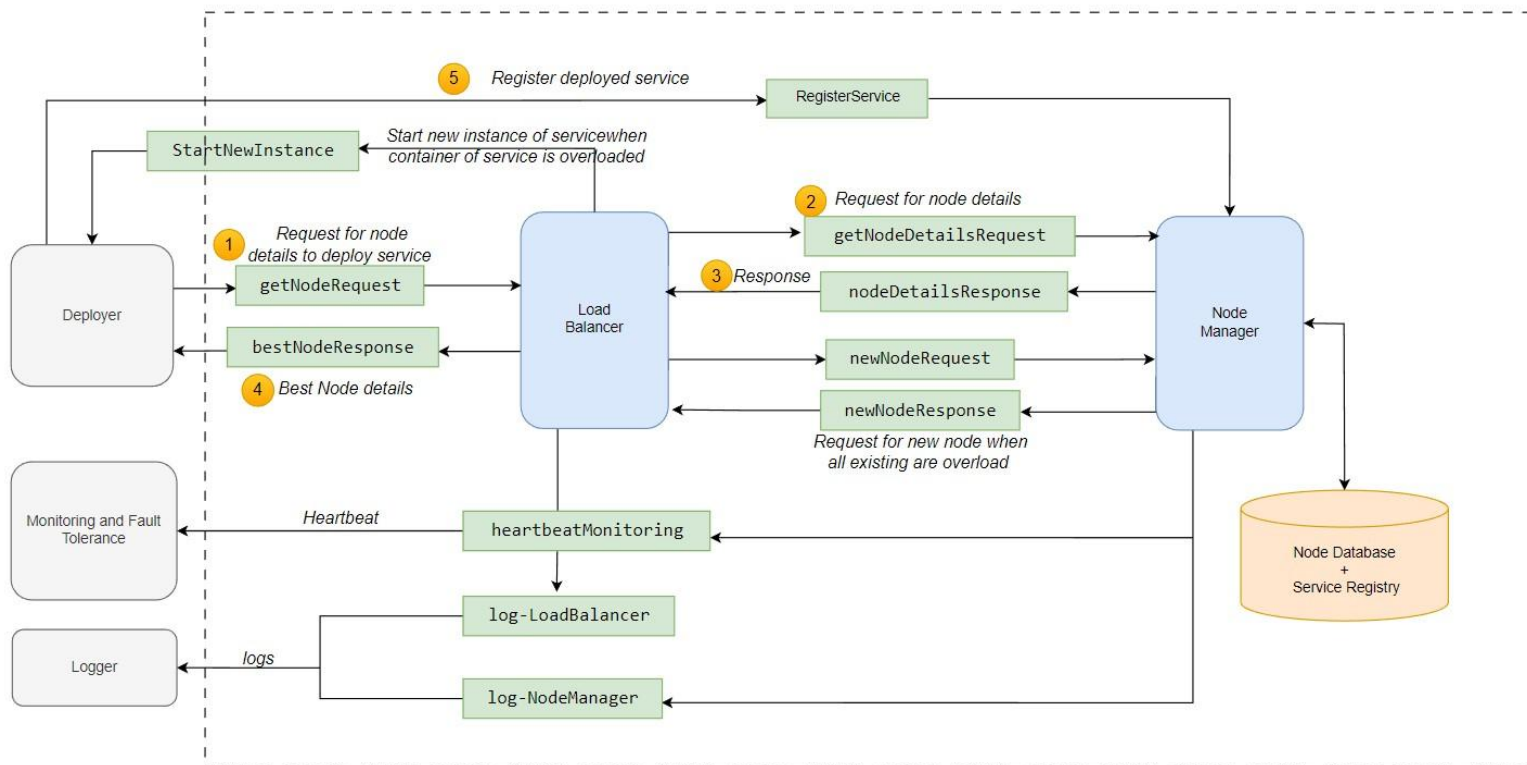 5
Register deployed service
RegisterService
StartNewInstance
Start new instance of servicewhen
container of service is overloaded
2
Request for node details
getNodeDetailsRequest
1
Request for node
details to deploy service
getNodeRequest
3
Response
nodeDetailsResponse
Deployer
Load
Balancer
Node
Manager
bestNodeResponse
4
Best Node details
newNodeRequest
newNodeResponse
Request for new node when
all existing are overload
Monitoring and Fault
Tolerance
Heartbeat
heartbeatMonitoring
Node Database
+
Service Registry
log-LoadBalancer
Logger
logs
log-NodeManager